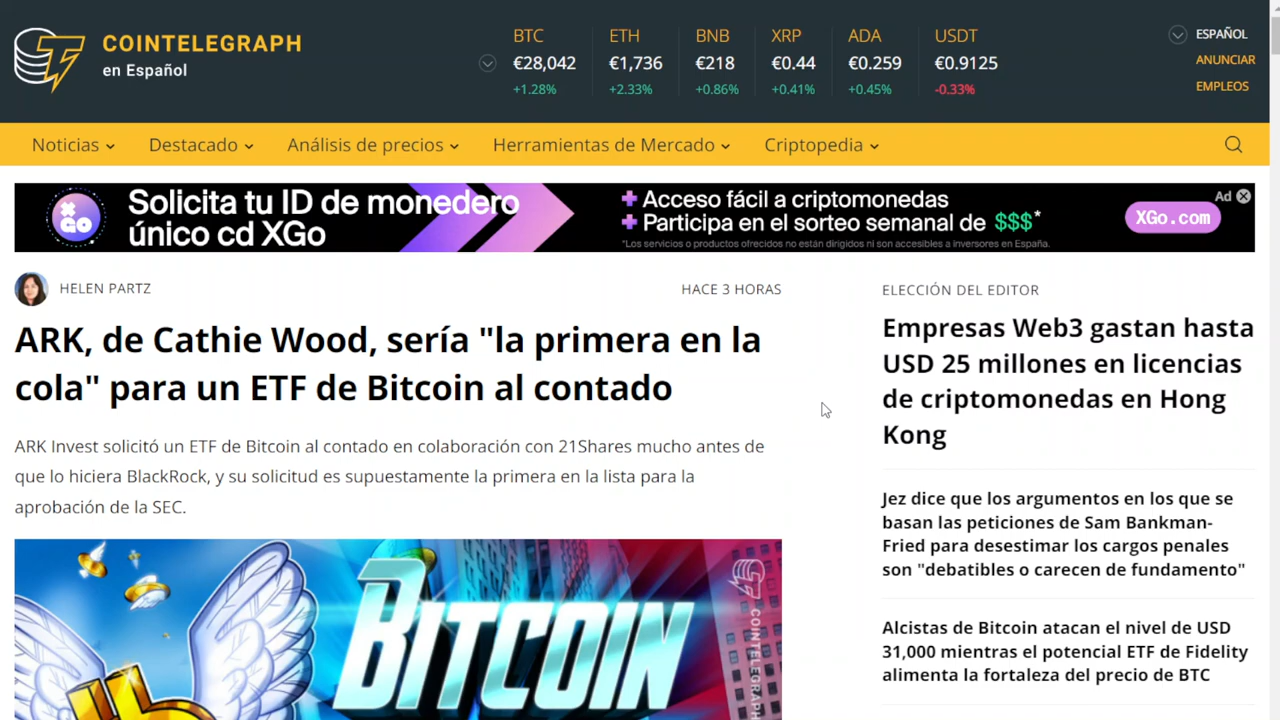 COINTELEGRAPH
en Español
BTC
€28,042
+1.28%
ETH
€1,736
+2.33%
BNB
€218
+0.86%
XRP
€0.44
+0.41%
ADA
€0.259
+0.45%
USDT
€0.9125
-0.33%
ESPAÑOL
ANUNCIAR
EMPLEOS
Noticias
Destacado
Análisis de precios
Herramientas de Mercado
Criptopedia
XGO
Solicita tu ID de monedero
único cd XGo
+ Acceso fácil a criptomonedas
+ Participa en el sorteo semanal de $$$*
*Los servicios o productos ofrecidos no están dirigidos ni son accesibles a inversores en España.
XGo.com
Ad
HELEN PARTZ
HACE 3 HORAS
ARK, de Cathie Wood, sería "la primera en la
cola" para un ETF de Bitcoin al contado
ARK Invest solicitó un ETF de Bitcoin al contado en colaboración con 21Shares mucho antes de
que lo hiciera BlackRock, y su solicitud es supuestamente la primera en la lista para la
aprobación de la SEC.
BITCOIN
COINTELEGRAPH
ELECCIÓN DEL EDITOR
Empresas Web3 gastan hasta
USD 25 millones en licencias
de criptomonedas en Hong
Kong
Jez dice que los argumentos en los que se
basan las peticiones de Sam Bankman-
Fried para desestimar los cargos penales
son "debatibles o carecen de fundamento"
Alcistas de Bitcoin atacan el nivel de USD
31,000 mientras el potencial ETF de Fidelity
alimenta la fortaleza del precio de BTC